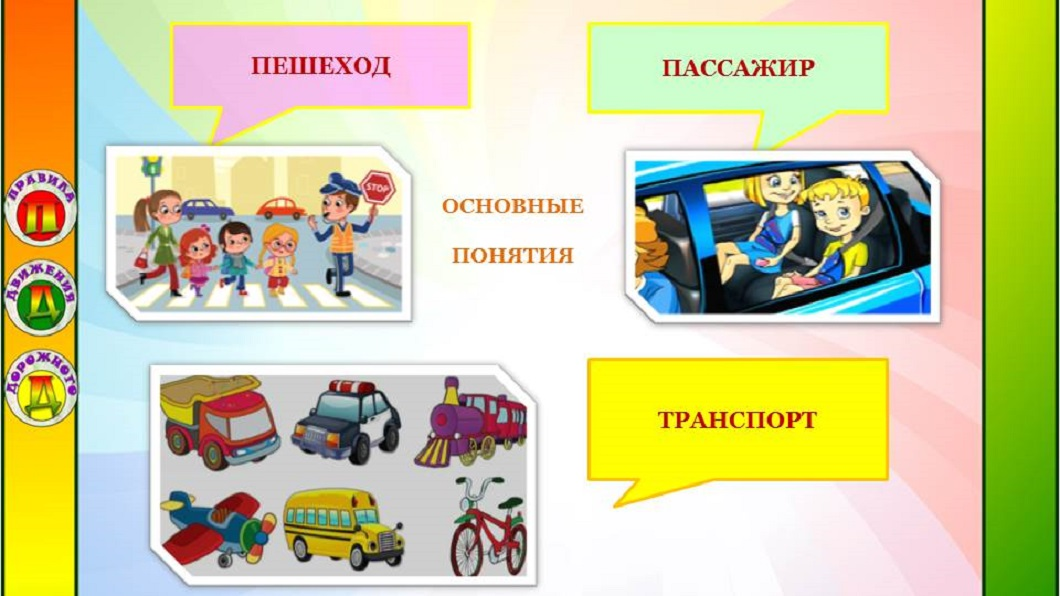 ПЕШЕХОД
ПАССАЖИР
STOP
ОСНОВНЫЕ
ПОНЯТИЯ
ПРАВИЛА
П
ДВИЖЕНИЯ
Д
ДОРОЖНОГО
Д
ТРАНСПОРТ